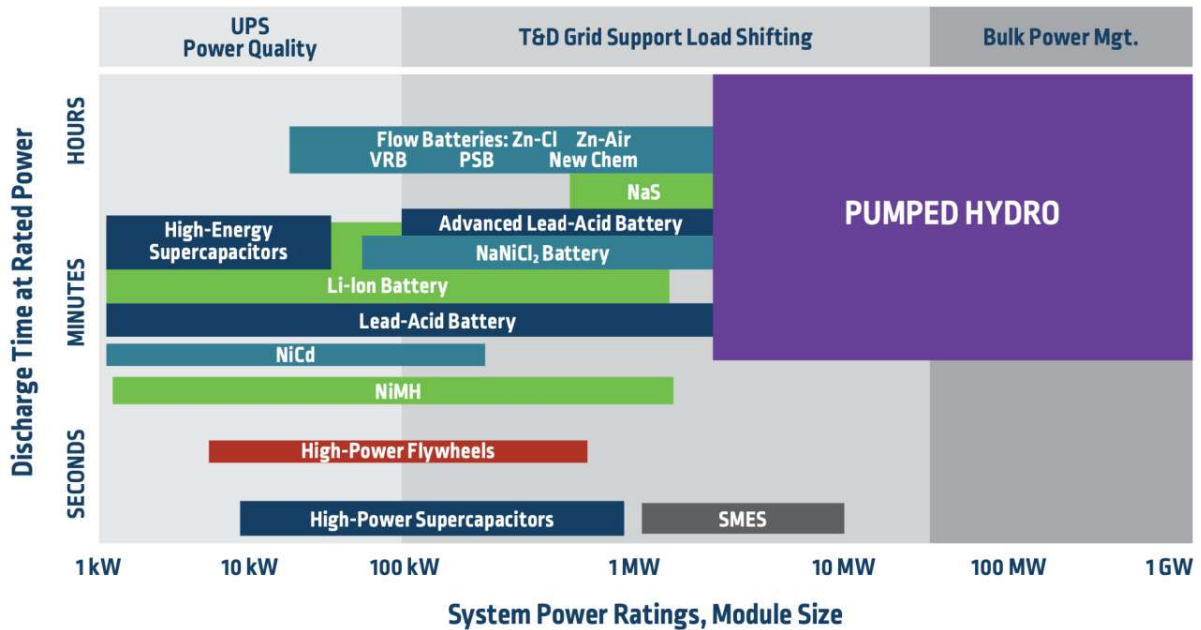 UPS
Power Quality
T&D Grid Support Load Shifting
Bulk Power Mgt.
Discharge Time at Rated Power
HOURS
MINUTES
SECONDS
Flow Batteries: Zn-Cl Zn-Air
VRB PSB New Chem
NaS
PUMPED HYDRO
Advanced Lead-Acid Battery
High-Energy
Supercapacitors
NaNiCl₂ Battery
Li-Ion Battery
Lead-Acid Battery
NiCd
NiMH
High-Power Flywheels
High-Power Supercapacitors
SMES
1 kW 10 kW 100 kW 1 MW 10 MW 100 MW 1 GW
System Power Ratings, Module Size